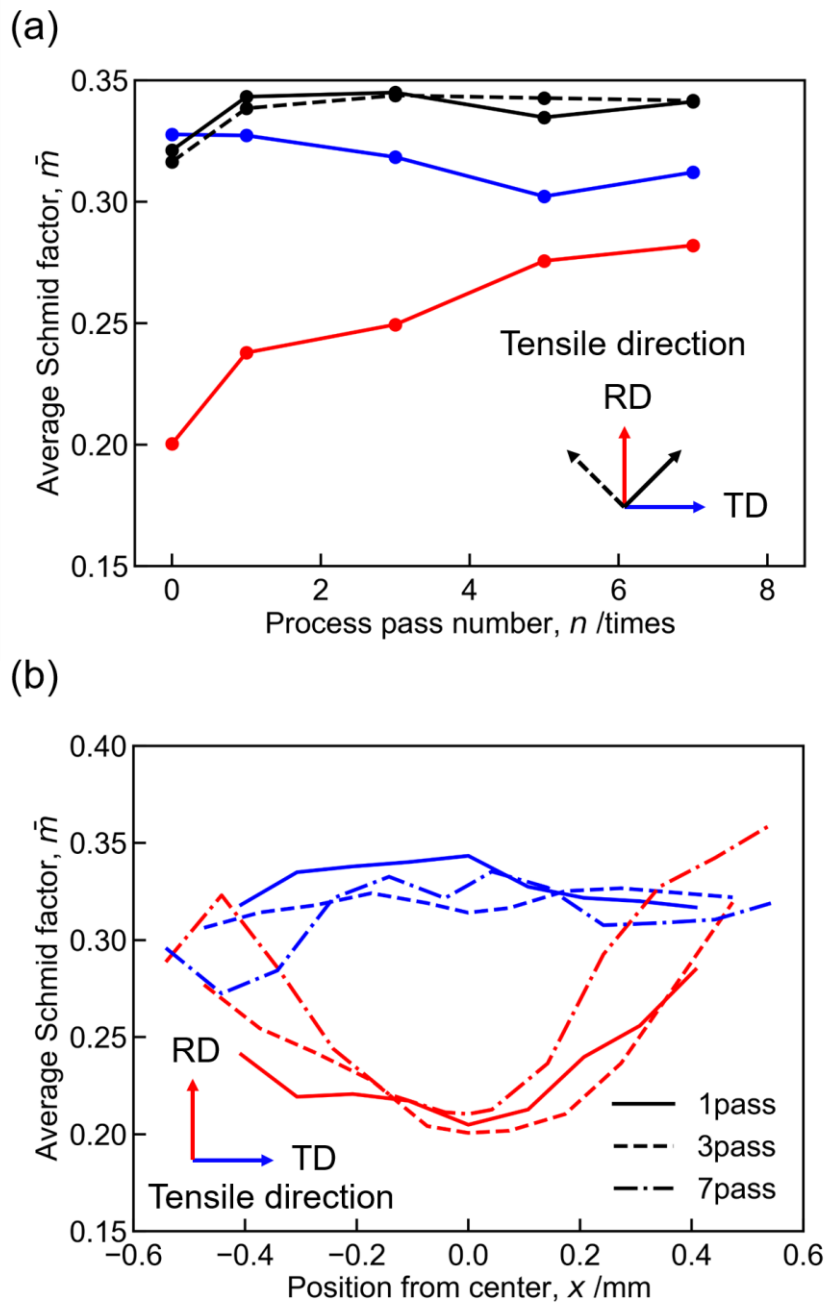 (a)
0.35
0.30
0.25
0.20
0.15
Average Schmid factor, m̄
Tensile direction
RD
TD
0 2 4 6 8
Process pass number, n /times
(b)
0.40
0.35
0.30
0.25
0.20
0.15
Average Schmid factor, m̄
RD
TD
Tensile direction
1pass
3pass
7pass
−0.6 −0.4 −0.2 0.0 0.2 0.4 0.6
Position from center, x /mm